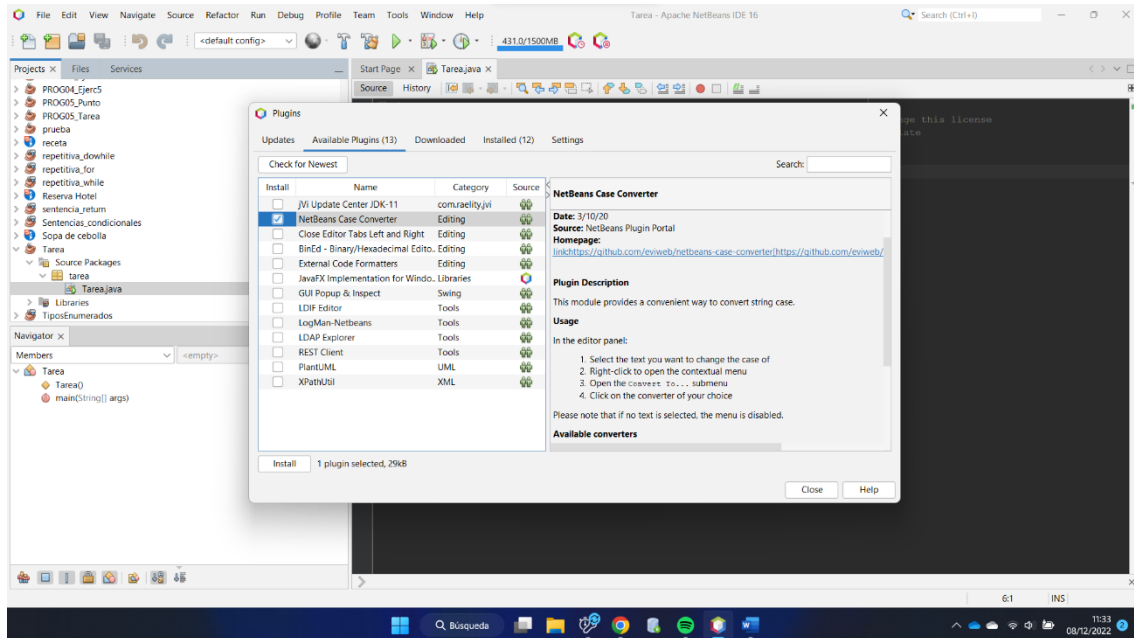 File Edit View Navigate Source Refactor Run Debug Profile Team Tools Window Help
Tarea - Apache NetBeans IDE 16
Search (Ctrl+I)
<default config>
431.0/1500MB
Projects Files Services
Start Page Tarea.java
Source History
PROG04_Ejerc5
PROG05_Punto
PROG05_Tarea
prueba
receta
repetitiva_dowhile
repetitiva_for
repetitiva_while
Reserva Hotel
sentencia_return
Sentencias_condicionales
Sopa de cebolla
Tarea
Source Packages
tarea
Tarea.java
Libraries
TiposEnumerados
Navigator
Members <empty>
Tarea
Tarea()
main(String[] args)
this license
Plugins
Updates Available Plugins (13) Downloaded Installed (12) Settings
Check for Newest
Search:
Install Name Category Source
jVi Update Center JDK-11 com.raelity.jvi
NetBeans Case Converter Editing
Close Editor Tabs Left and Right Editing
BinEd - Binary/Hexadecimal Edito.. Editing
External Code Formatters Editing
JavaFX Implementation for Windo.. Libraries
GUI Popup & Inspect Swing
LDIF Editor Tools
LogMan-Netbeans Tools
LDAP Explorer Tools
REST Client Tools
PlantUML UML
XPathUtil XML
NetBeans Case Converter
Date: 3/10/20
Source: NetBeans Plugin Portal
Homepage:
link:https://github.com/eviweb/netbeans-case-converter[https://github.com/eviweb/
Plugin Description
This module provides a convenient way to convert string case.
Usage
In the editor panel:
1. Select the text you want to change the case of
2. Right-click to open the contextual menu
3. Open the Convert To... submenu
4. Click on the converter of your choice
Please note that if no text is selected, the menu is disabled.
Available converters
Install 1 plugin selected, 29kB
Close Help
6:1 INS
Búsqueda
11:33
08/12/2022
2